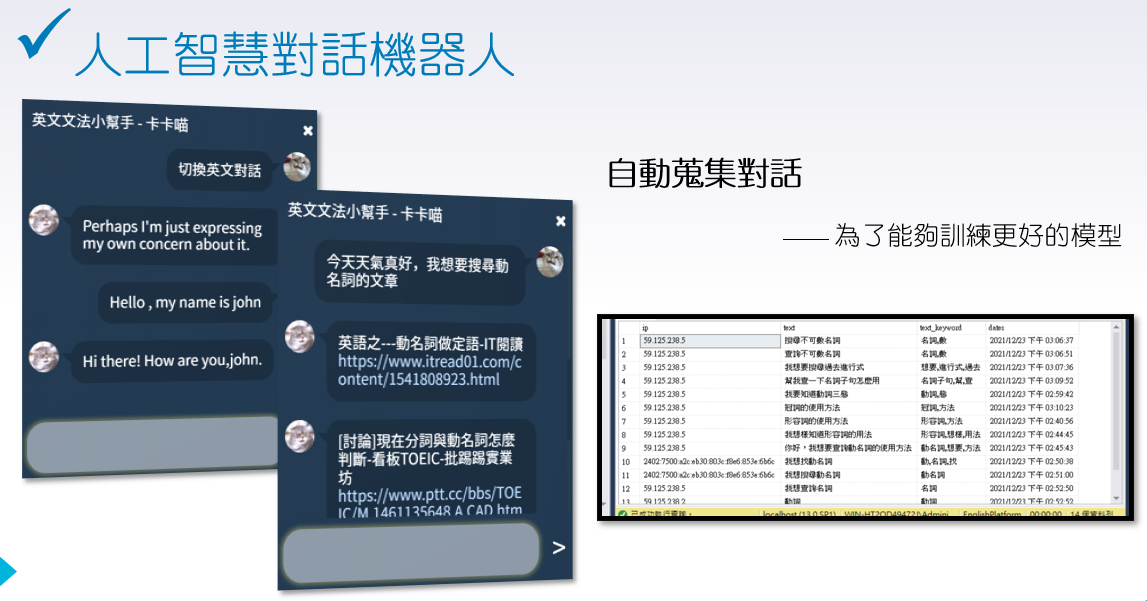 人工智慧對話機器人
英文文法小幫手 - 卡卡喵
切換英文對話
Perhaps I'm just expressing
my own concern about it.
Hello , my name is john
Hi there! How are you,john.
英文文法小幫手 - 卡卡喵
今天天氣真好，我想要搜尋動
名詞的文章
英語之---動名詞做定語-IT閱讀
https://www.itread01.com/c
ontent/1541808923.html
[討論]現在分詞與動名詞怎麼
判斷-看板TOEIC-批踢踢實業
坊
https://www.ptt.cc/bbs/TOE
IC/M.1461135648.A.CAD.htm
>
自動蒐集對話
—— 為了能夠訓練更好的模型
ip text text_keyword dates
1 59.125.238.5 搜尋不可數名詞 名詞,數 2021/12/23 下午 03:06:37
2 59.125.238.5 查詢不可數名詞 名詞,數 2021/12/23 下午 03:06:51
3 59.125.238.5 我想要搜尋過去進行式 想要,進行式,過去 2021/12/23 下午 03:07:36
4 59.125.238.5 幫我查一下名詞子句怎麼用 名詞子句,幫,查 2021/12/23 下午 03:09:52
5 59.125.238.5 我要知道動詞三態 動詞,態 2021/12/23 下午 02:59:42
6 59.125.238.5 冠詞的使用方法 冠詞,方法 2021/12/23 下午 03:10:23
7 59.125.238.5 形容詞的使用方法 形容詞,方法 2021/12/23 下午 02:40:56
8 59.125.238.5 我想樣知道形容詞的用法 形容詞,想樣,用法 2021/12/23 下午 02:44:45
9 59.125.238.5 你好，我想要查詢動名詞的使用方法 動名詞,想要,方法 2021/12/23 下午 02:45:43
10 2402:7500:a2c:eb30:803c:f8e6:853e:6b6c 我想找動名詞 動,名詞,找 2021/12/23 下午 02:50:38
11 2402:7500:a2c:eb30:803c:f8e6:853e:6b6c 我想搜尋動名詞 動名詞 2021/12/23 下午 02:51:00
12 59.125.238.5 我想查詢名詞 名詞 2021/12/23 下午 02:52:50
13 59.125.238.2 動詞 動詞 2021/12/23 下午 02:52:52
已成功執行查詢。 localhost (13.0 SP1) WIN-HT2OD49472J\Admini... EnglishPlatform 00:00:00 14 個資料列